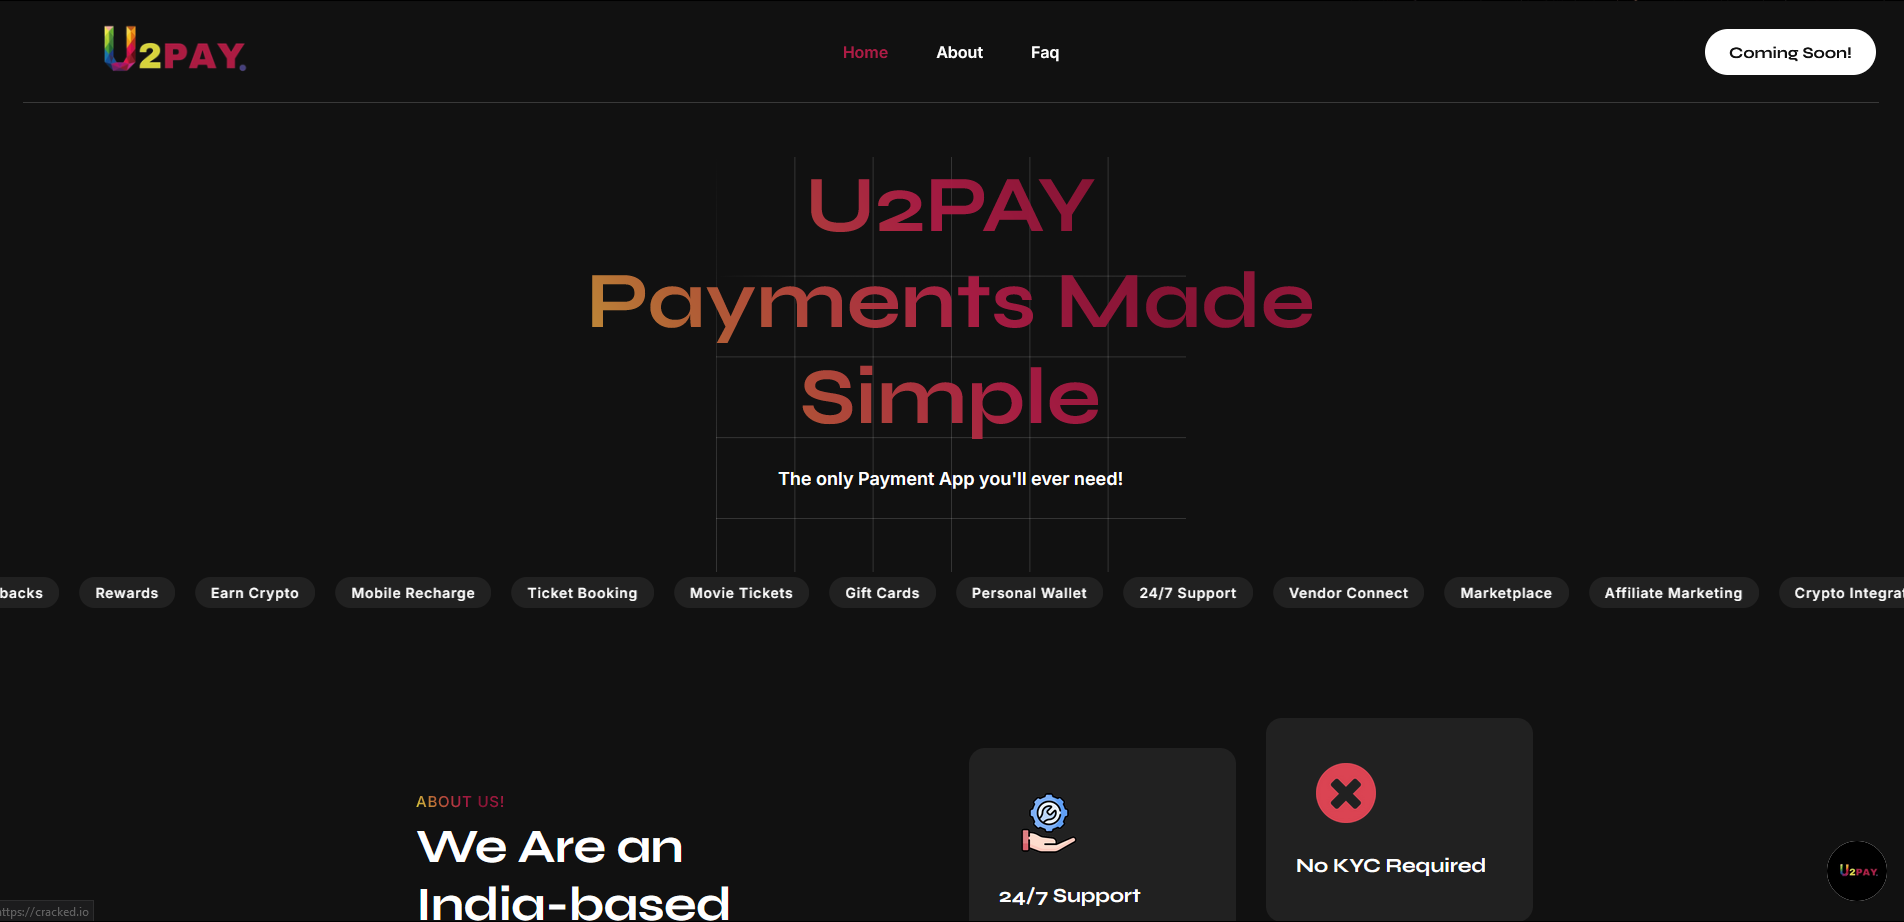 U2PAY
Home About Faq Coming Soon!
U2PAY
Payments Made
Simple
The only Payment App you'll ever need!
backs Rewards Earn Crypto Mobile Recharge Ticket Booking Movie Tickets Gift Cards Personal Wallet 24/7 Support Vendor Connect Marketplace Affiliate Marketing Crypto Integra
ABOUT US!
We Are an
India-based
24/7 Support
No KYC Required
U2PAY
ttps://cracked.io